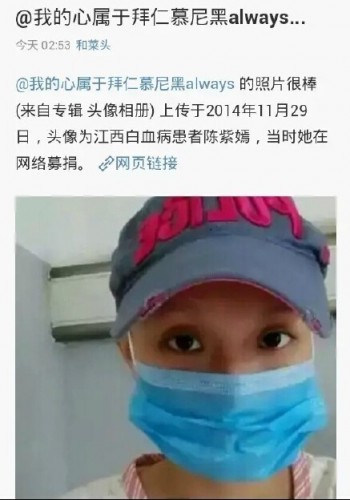 @我的心属于拜仁慕尼黑always...
今天 02:53 和菜头
@我的心属于拜仁慕尼黑always 的照片很棒
(来自专辑 头像相册) 上传于2014年11月29
日，头像为江西白血病患者陈紫嫣，当时她在
网络募捐。 网页链接
POLICE